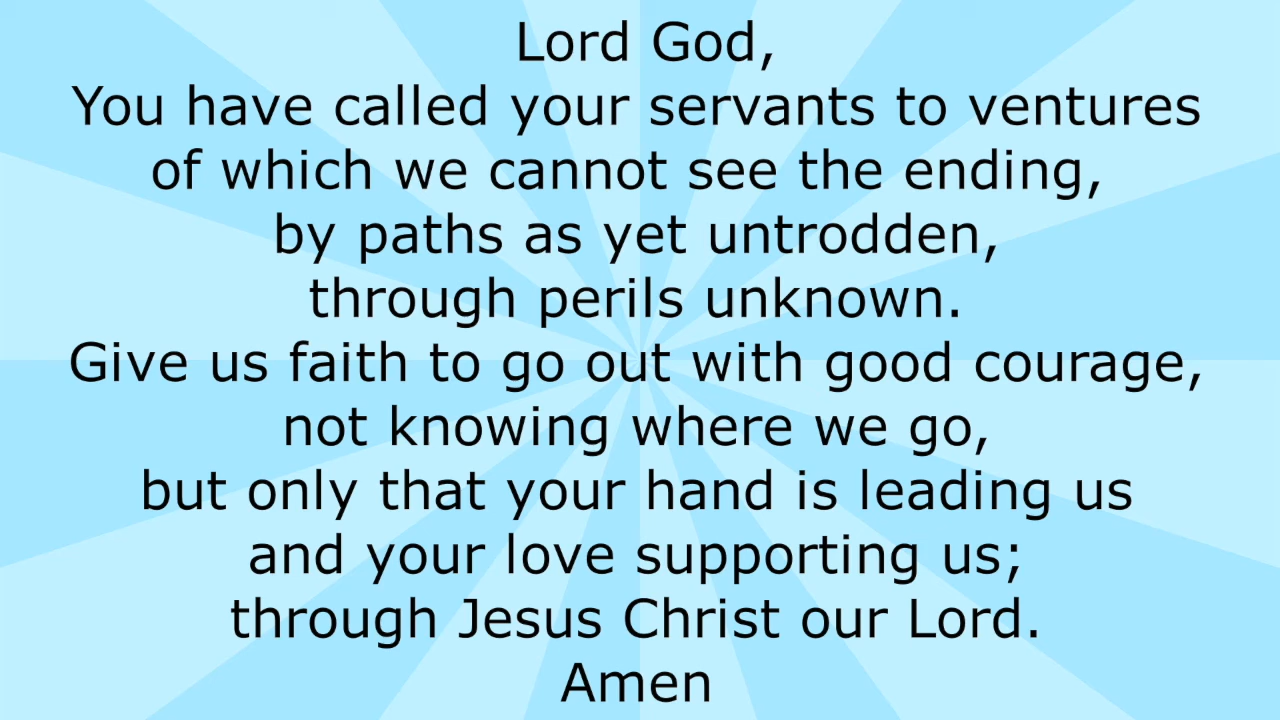 Lord God,
You have called your servants to ventures
of which we cannot see the ending,
by paths as yet untrodden,
through perils unknown.
Give us faith to go out with good courage,
not knowing where we go,
but only that your hand is leading us
and your love supporting us;
through Jesus Christ our Lord.
Amen